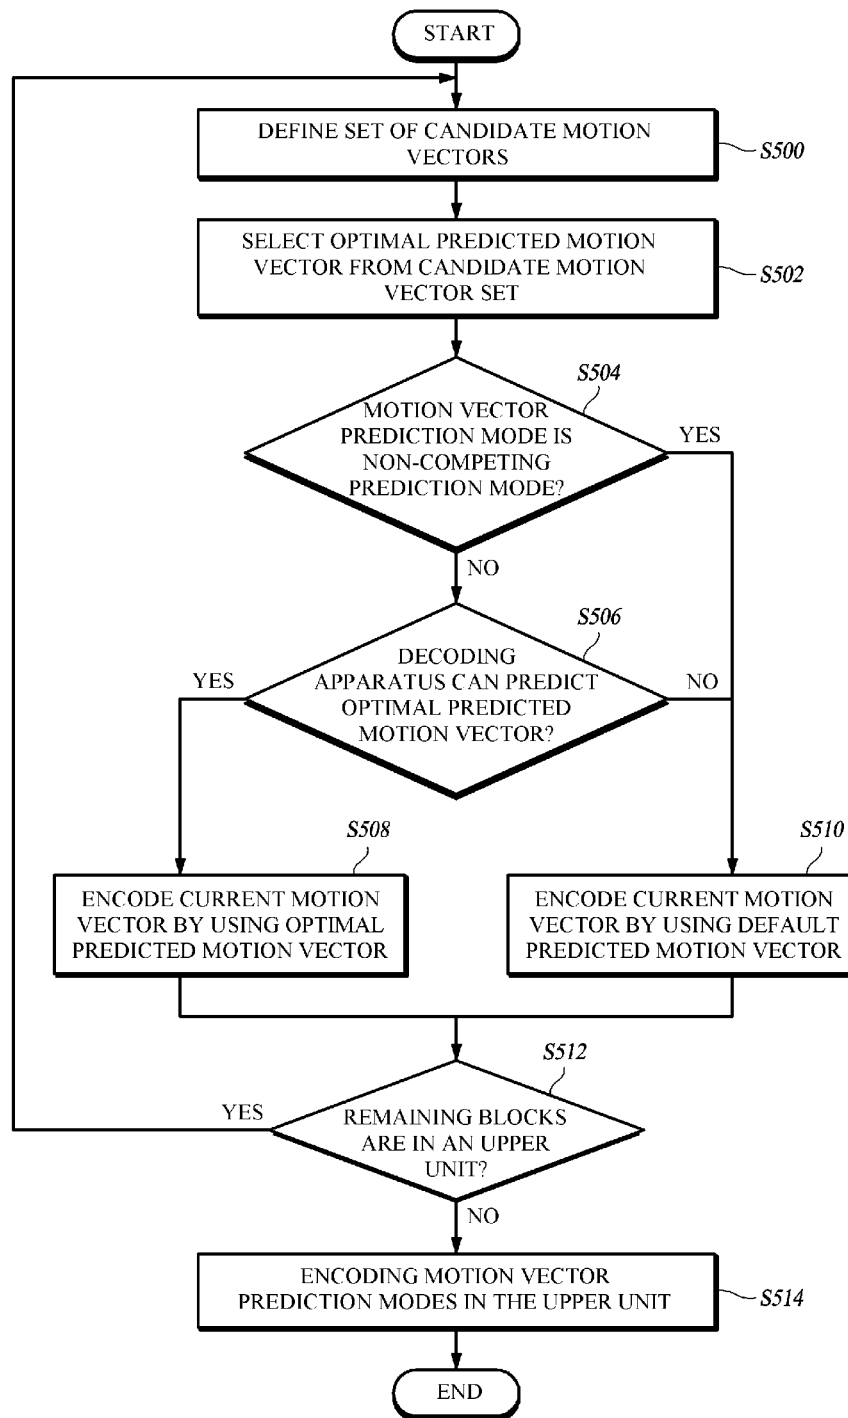 START
DEFINE SET OF CANDIDATE MOTION
VECTORS
S500
SELECT OPTIMAL PREDICTED MOTION
VECTOR FROM CANDIDATE MOTION
VECTOR SET
S502
S504
MOTION VECTOR
PREDICTION MODE IS
NON-COMPETING
PREDICTION MODE?
YES
NO
S506
DECODING
APPARATUS CAN PREDICT
OPTIMAL PREDICTED
MOTION VECTOR?
YES
NO
S508
ENCODE CURRENT MOTION
VECTOR BY USING OPTIMAL
PREDICTED MOTION VECTOR
S510
ENCODE CURRENT MOTION
VECTOR BY USING DEFAULT
PREDICTED MOTION VECTOR
S512
YES
REMAINING BLOCKS
ARE IN AN UPPER
UNIT?
NO
ENCODING MOTION VECTOR
PREDICTION MODES IN THE UPPER UNIT
S514
END